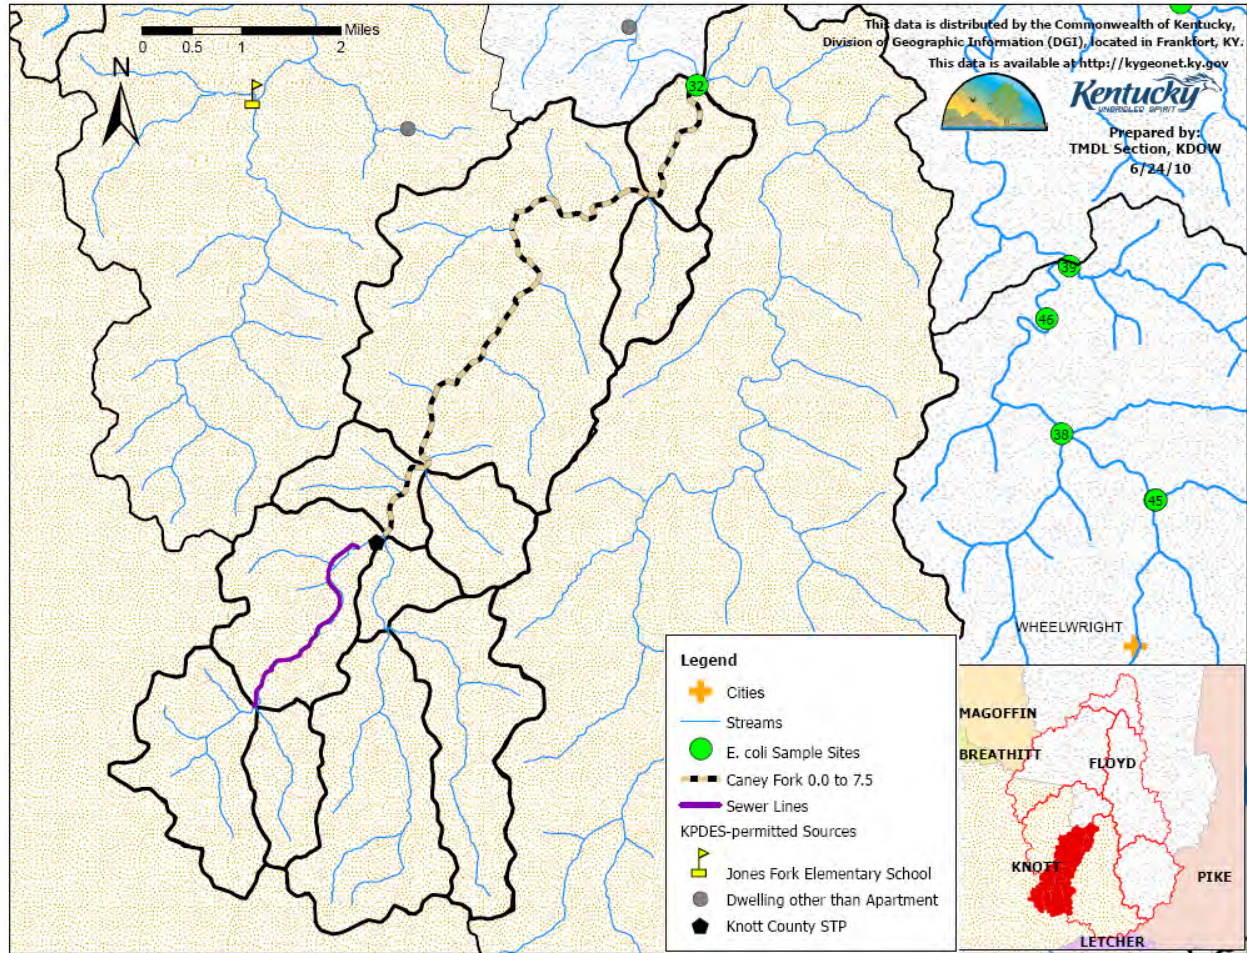 0 0.5 1 2 Miles
N
This data is distributed by the Commonwealth of Kentucky,
Division of Geographic Information (DGI), located in Frankfort, KY.
This data is available at http://kygeonet.ky.gov
Kentucky
UNBRIDLED SPIRIT
Prepared by:
TMDL Section, KDOW
6/24/10
32
39
46
38
45
WHEELWRIGHT
Legend
Cities
Streams
E. coli Sample Sites
Caney Fork 0.0 to 7.5
Sewer Lines
KPDES-permitted Sources
Jones Fork Elementary School
Dwelling other than Apartment
Knott County STP
MAGOFFIN
BREATHITT
FLOYD
KNOTT
PIKE
LETCHER